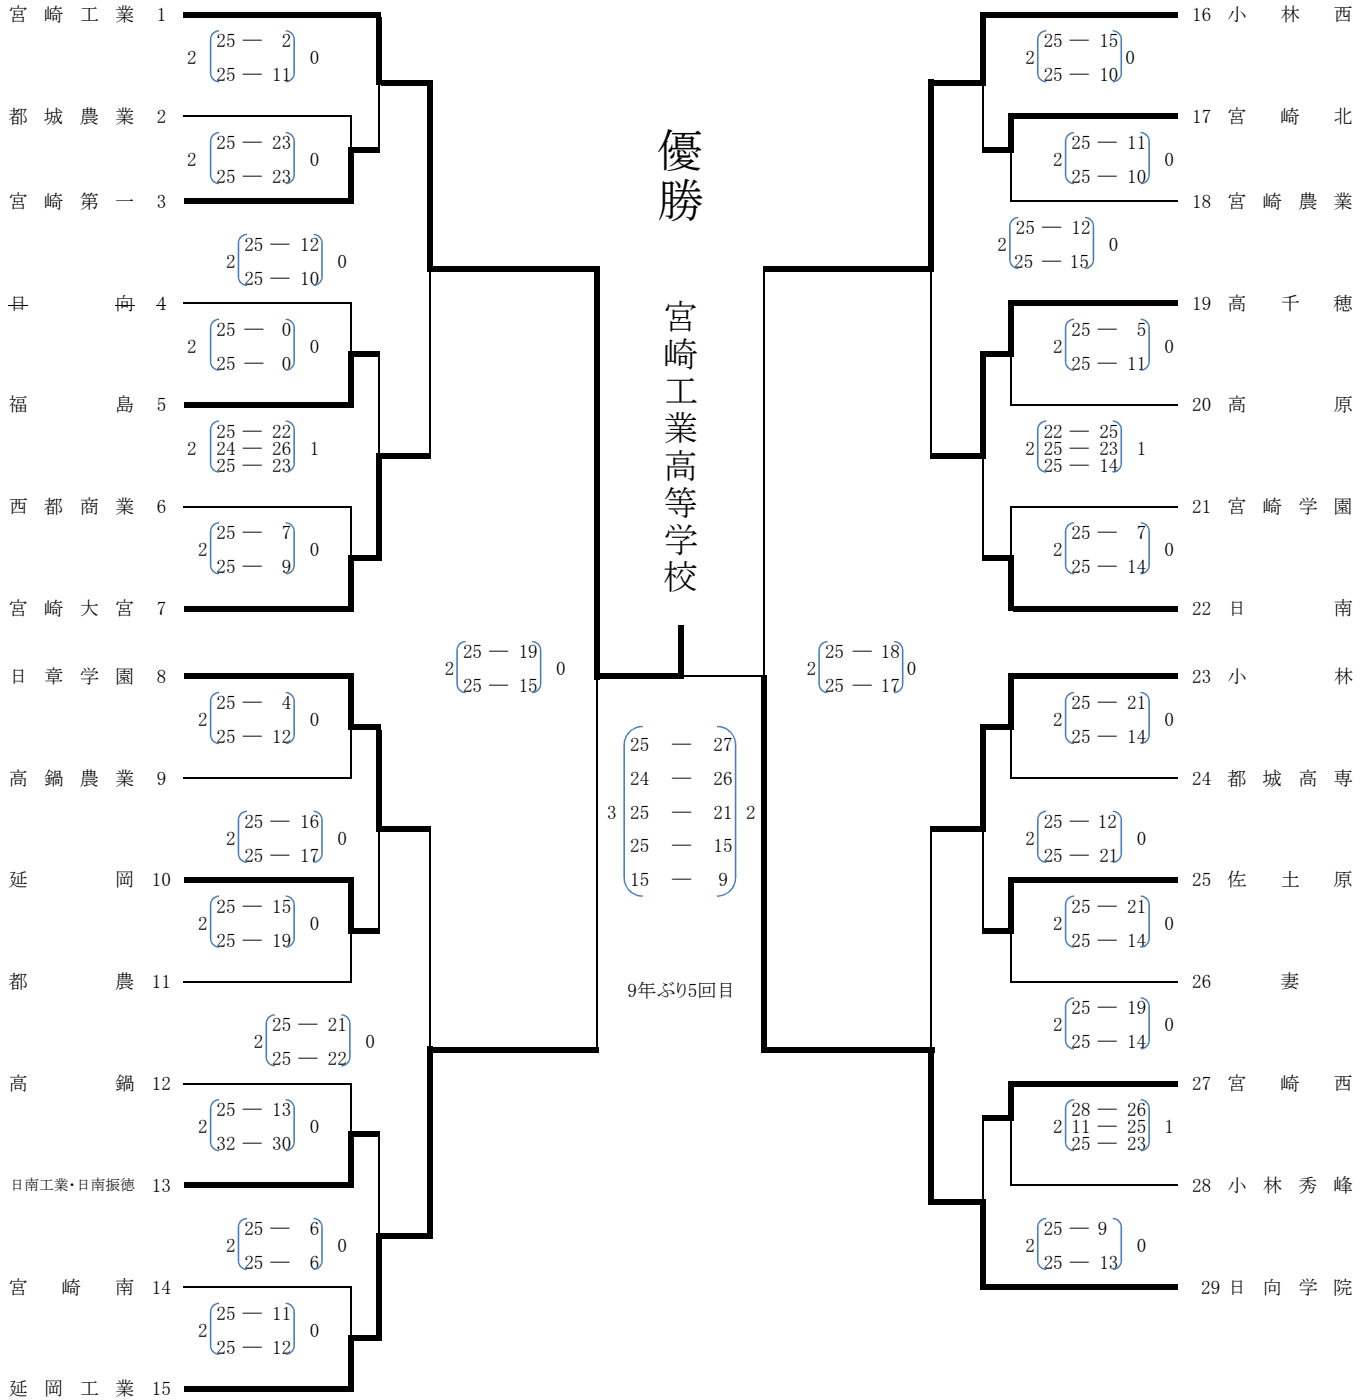 宮崎工業 1
2 25 — 2 0
25 — 11
都城農業 2
2 25 — 23 0
25 — 23
宮崎第一 3
2 25 — 12 0
25 — 10
日向 4
2 25 — 0 0
25 — 0
福島 5
2 25 — 22 1
24 — 26
25 — 23
西都商業 6
2 25 — 7 0
25 — 9
宮崎大宮 7
日章学園 8
2 25 — 4 0
25 — 12
高鍋農業 9
2 25 — 16 0
25 — 17
延岡 10
2 25 — 15 0
25 — 19
都農 11
2 25 — 21 0
25 — 22
高鍋 12
2 25 — 13 0
32 — 30
日南工業・日南振徳 13
2 25 — 6 0
25 — 6
宮崎南 14
2 25 — 11 0
25 — 12
延岡工業 15
2 25 — 19 0
25 — 15
優勝
宮崎工業高等学校
25 — 27
24 — 26
3 25 — 21 2
25 — 15
15 — 9
9年ぶり5回目
2 25 — 18 0
25 — 17
16 小林西
2 25 — 15 0
25 — 10
17 宮崎北
2 25 — 11 0
25 — 10
18 宮崎農業
2 25 — 12 0
25 — 15
19 高千穂
2 25 — 5 0
25 — 11
20 高原
2 22 — 25 1
25 — 23
25 — 14
21 宮崎学園
2 25 — 7 0
25 — 14
22 日南
23 小林
2 25 — 21 0
25 — 14
24 都城高専
2 25 — 12 0
25 — 21
25 佐土原
2 25 — 21 0
25 — 14
26 妻
2 25 — 19 0
25 — 14
27 宮崎西
2 28 — 26 1
11 — 25
25 — 23
28 小林秀峰
2 25 — 9 0
25 — 13
29 日向学院